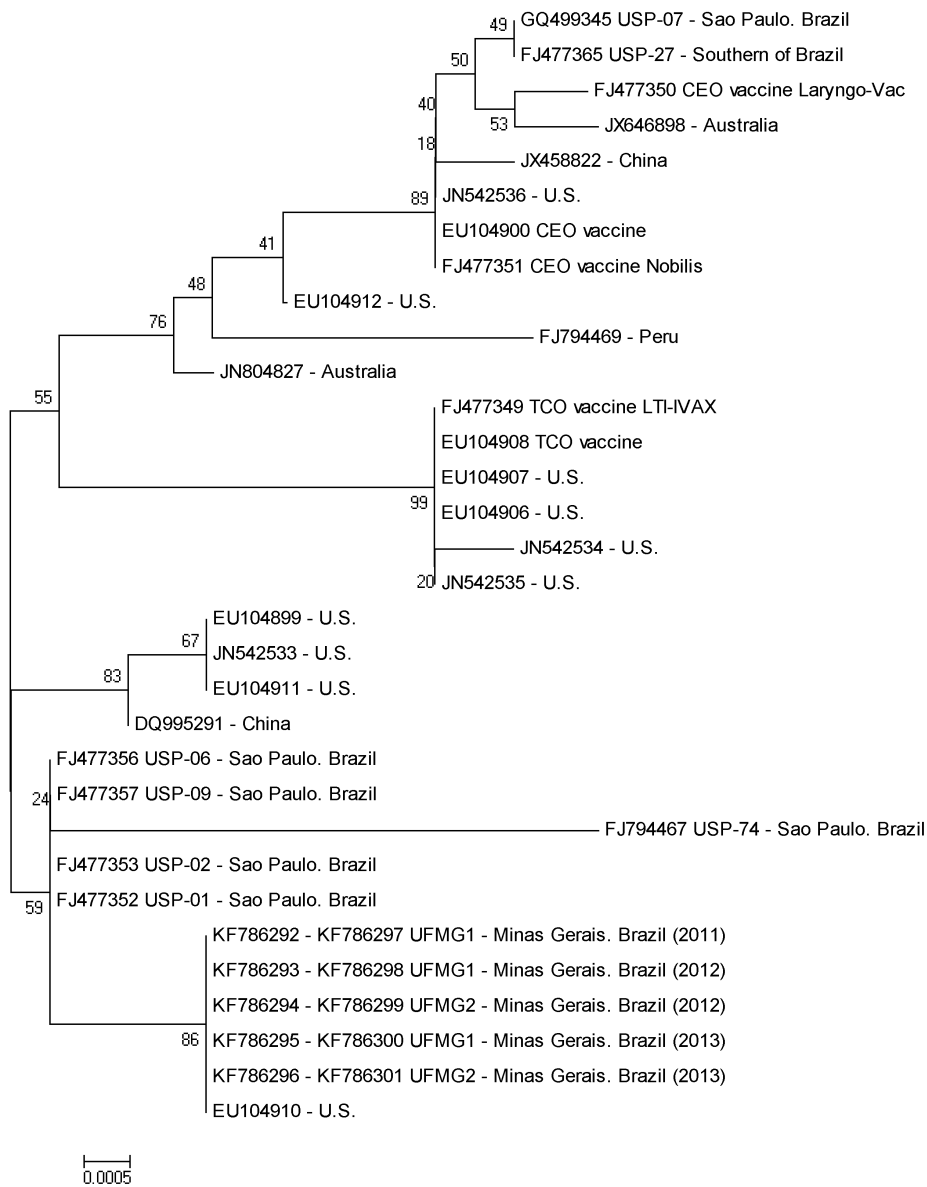 49
GQ499345 USP-07 - Sao Paulo. Brazil
FJ477365 USP-27 - Southern of Brazil
50
FJ477350 CEO vaccine Laryngo-Vac
40
53
JX646898 - Australia
18
JX458822 - China
89
JN542536 - U.S.
EU104900 CEO vaccine
FJ477351 CEO vaccine Nobilis
41
EU104912 - U.S.
48
76
FJ794469 - Peru
JN804827 - Australia
55
FJ477349 TCO vaccine LTI-IVAX
EU104908 TCO vaccine
EU104907 - U.S.
99
EU104906 - U.S.
JN542534 - U.S.
20
JN542535 - U.S.
EU104899 - U.S.
67
JN542533 - U.S.
83
EU104911 - U.S.
DQ995291 - China
FJ477356 USP-06 - Sao Paulo. Brazil
24
FJ477357 USP-09 - Sao Paulo. Brazil
FJ794467 USP-74 - Sao Paulo. Brazil
FJ477353 USP-02 - Sao Paulo. Brazil
59
FJ477352 USP-01 - Sao Paulo. Brazil
KF786292 - KF786297 UFMG1 - Minas Gerais. Brazil (2011)
KF786293 - KF786298 UFMG1 - Minas Gerais. Brazil (2012)
KF786294 - KF786299 UFMG2 - Minas Gerais. Brazil (2012)
86
KF786295 - KF786300 UFMG1 - Minas Gerais. Brazil (2013)
KF786296 - KF786301 UFMG2 - Minas Gerais. Brazil (2013)
EU104910 - U.S.
0.0005